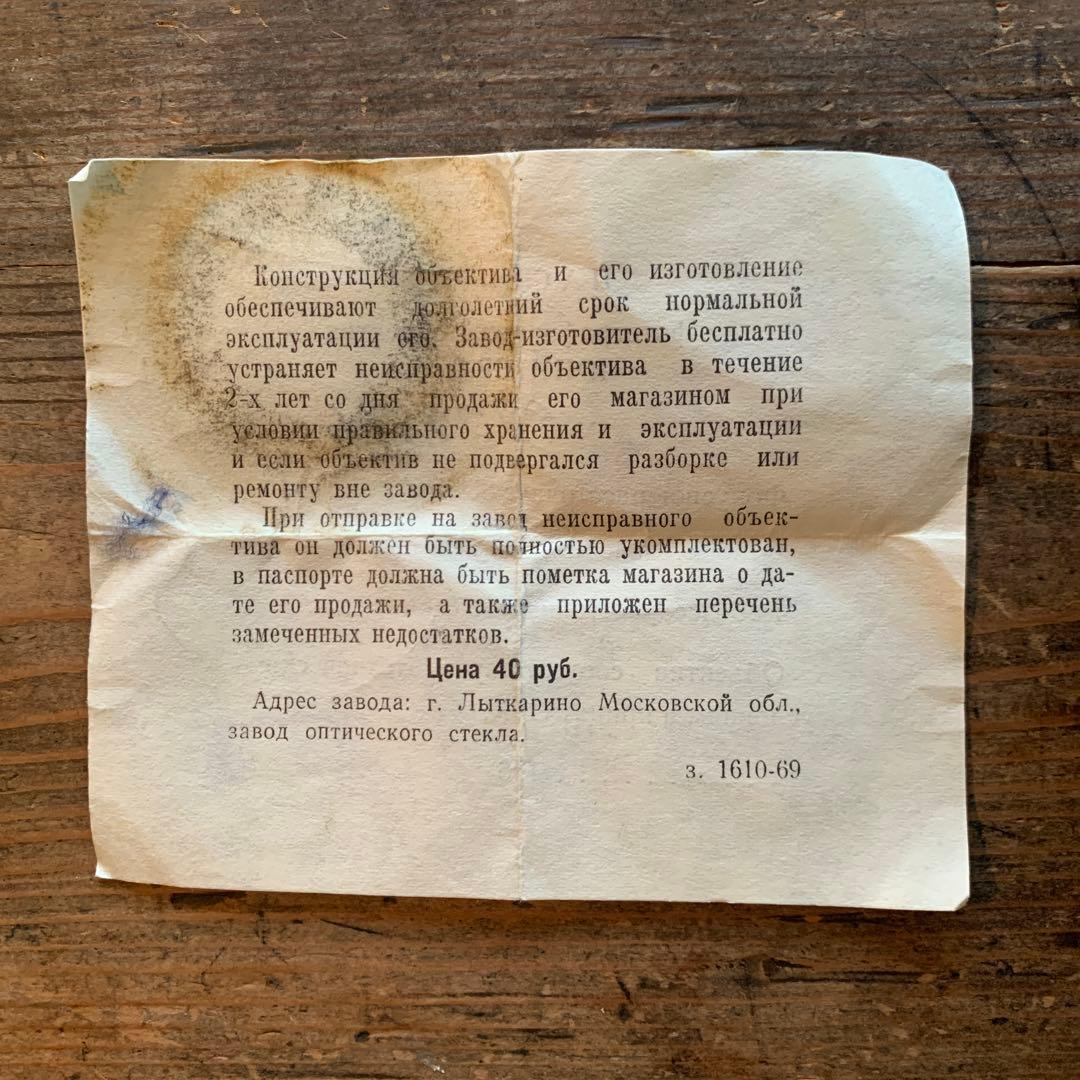 Конструкция объектива и его изготовление
обеспечивают долголетний срок нормальной
эксплуатации его. Завод-изготовитель бесплатно
устраняет неисправности объектива в течение
2-х лет со дня продажи его магазином при
условии правильного хранения и эксплуатации
и если объектив не подвергался разборке или
ремонту вне завода.
При отправке на завод неисправного объек-
тива он должен быть полностью укомплектован,
в паспорте должна быть пометка магазина о да-
те его продажи, а также приложен перечень
замеченных недостатков.
Цена 40 руб.
Адрес завода: г. Лыткарино Московской обл.,
завод оптического стекла.
з. 1610-69